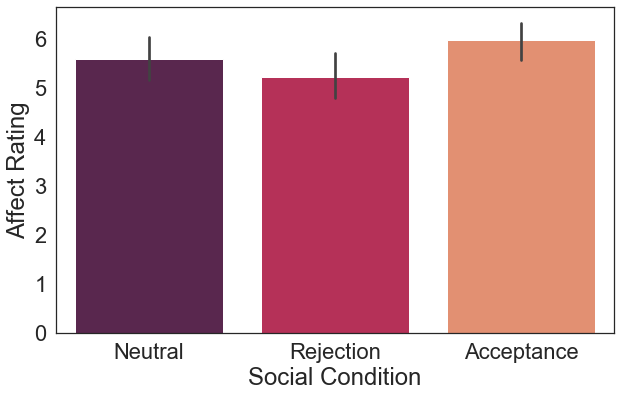 Affect Rating
6
5
4
3
2
1
0
Neutral Rejection Acceptance
Social Condition